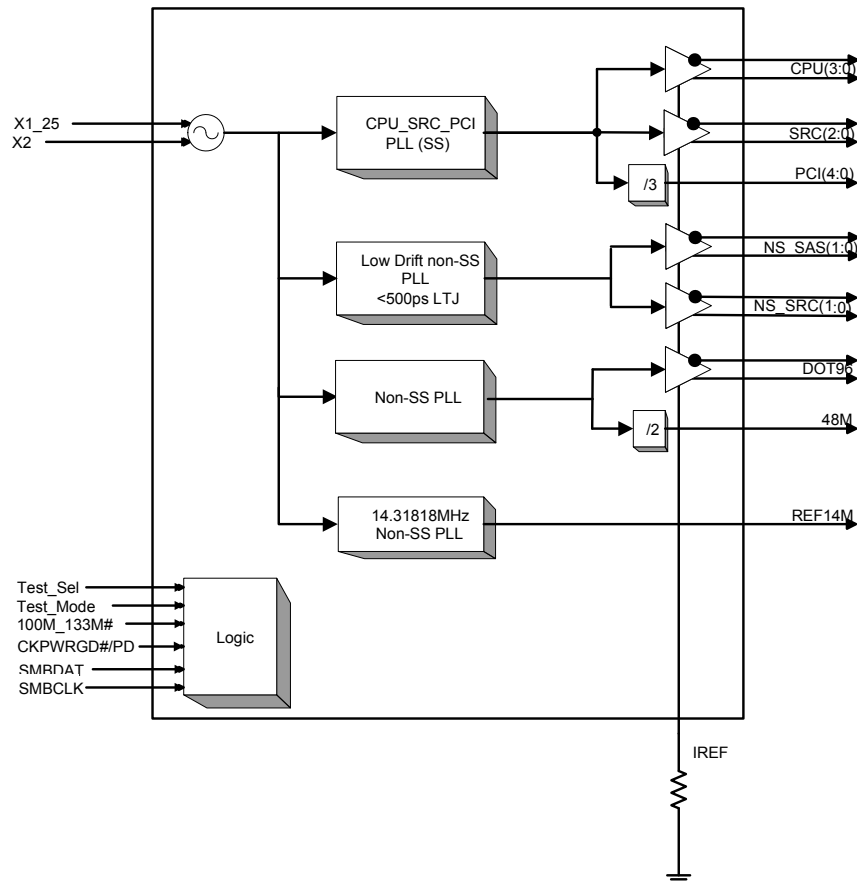 CPU(3:0)
X1_25
X2
CPU_SRC_PCI
PLL (SS)
SRC(2:0)
/3
PCI(4:0)
Low Drift non-SS
PLL
<500ps LTJ
NS_SAS(1:0)
NS_SRC(1:0)
Non-SS PLL
DOT96
/2
48M
14.31818MHz
Non-SS PLL
REF14M
Test_Sel
Test_Mode
100M_133M#
CKPWRGD#/PD
SMBDAT
SMBCLK
Logic
IREF